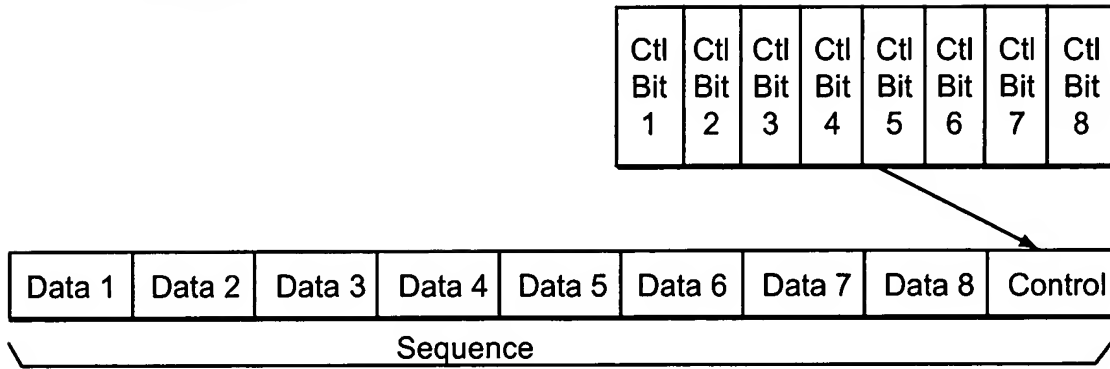 Ctl Ctl Ctl Ctl Ctl Ctl Ctl Ctl
Bit Bit Bit Bit Bit Bit Bit Bit
1 2 3 4 5 6 7 8
Data 1 Data 2 Data 3 Data 4 Data 5 Data 6 Data 7 Data 8 Control
Sequence